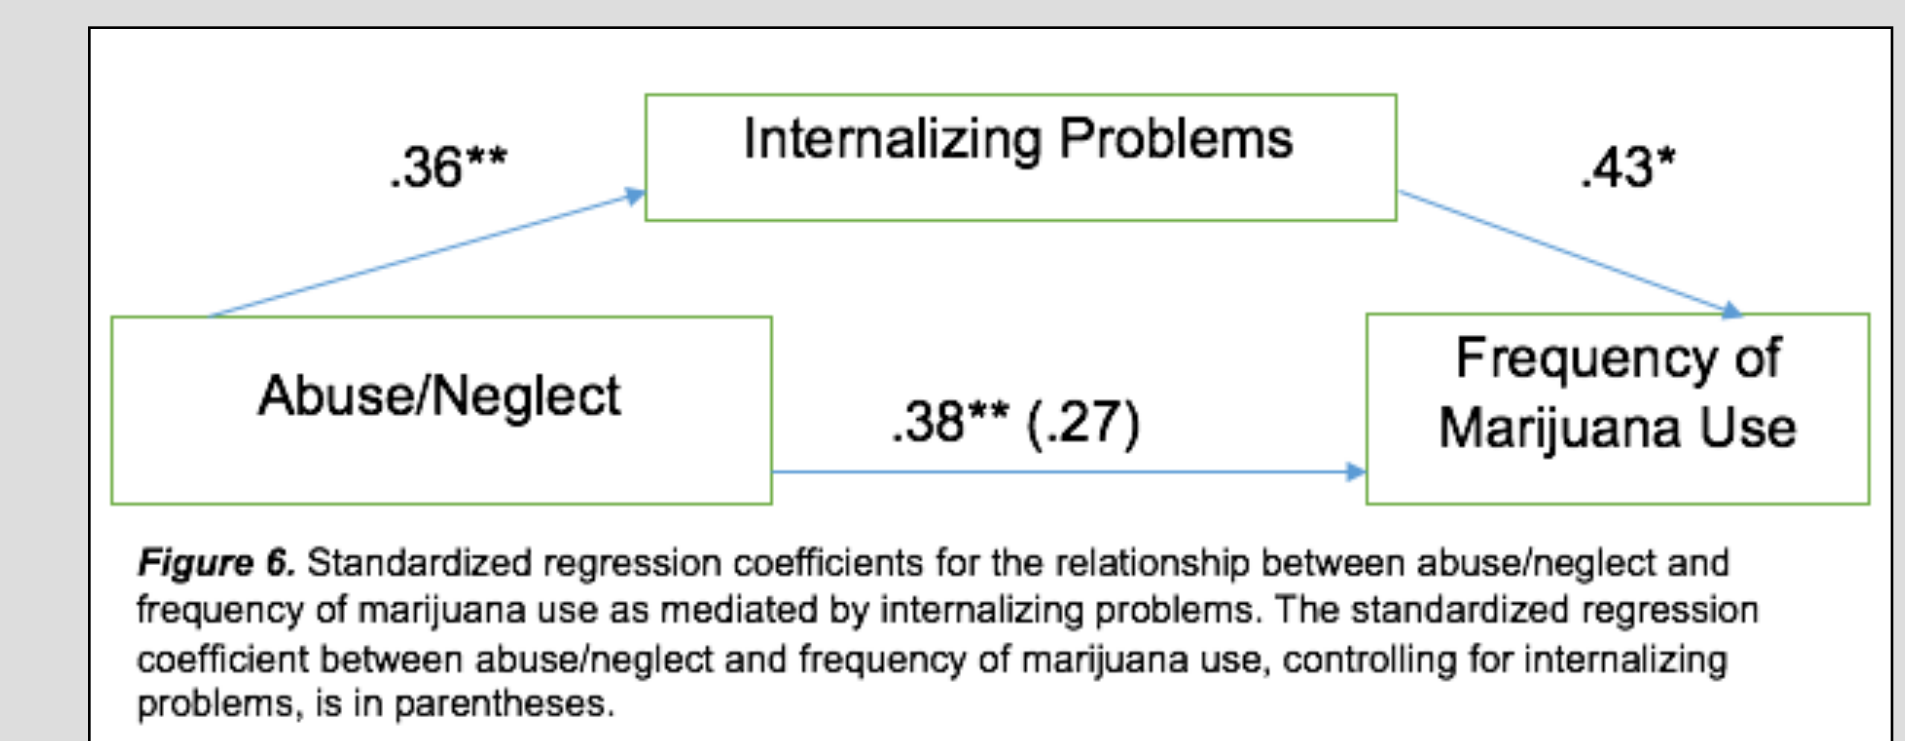 Internalizing Problems
.36**
.43*
Abuse/Neglect
.38** (.27)
Frequency of
Marijuana Use
Figure 6. Standardized regression coefficients for the relationship between abuse/neglect and
frequency of marijuana use as mediated by internalizing problems. The standardized regression
coefficient between abuse/neglect and frequency of marijuana use, controlling for internalizing
problems, is in parentheses.